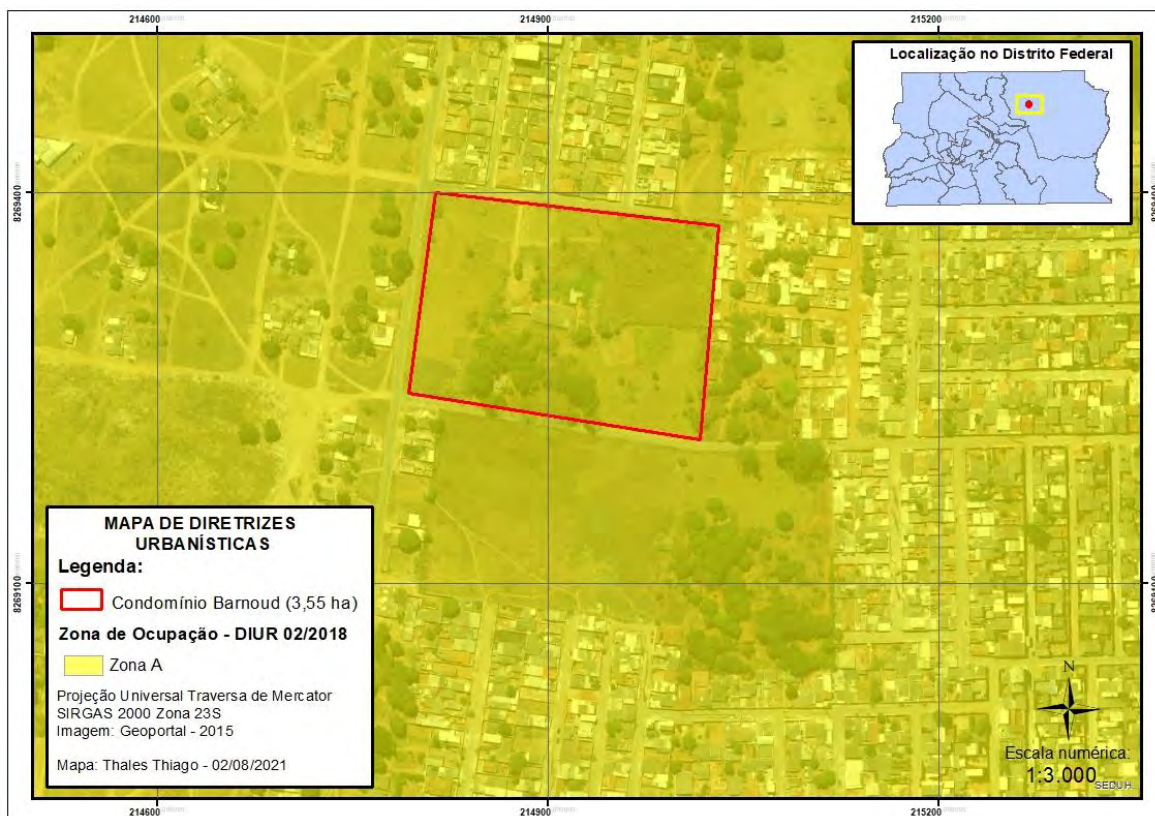 214600
214900
215200
Localização no Distrito Federal
8269400
8269400
8269100
8269100
MAPA DE DIRETRIZES
URBANÍSTICAS
Legenda:
Condomínio Barnoud (3,55 ha)
Zona de Ocupação - DIUR 02/2018
Zona A
Projeção Universal Traversa de Mercator
SIRGAS 2000 Zona 23S
Imagem: Geoportal - 2015
Mapa: Thales Thiago - 02/08/2021
N
Escala numérica:
1:3.000
SEDUH
214600
214900
215200